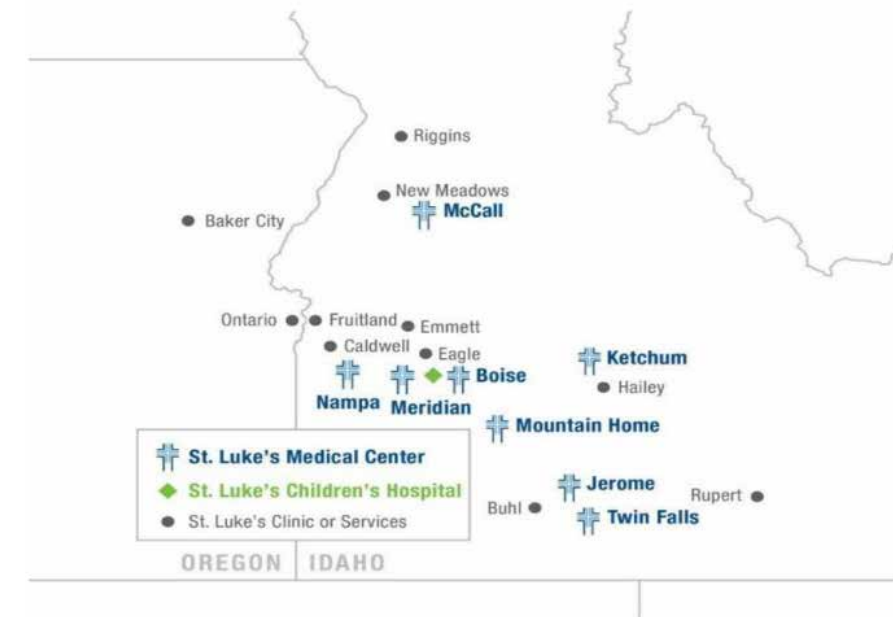 Riggins
New Meadows
McCall
Baker City
Ontario
Fruitland
Emmett
Caldwell
Eagle
Ketchum
Boise
Hailey
Nampa
Meridian
Mountain Home
St. Luke's Medical Center
Jerome
St. Luke's Children's Hospital
Rupert
Buhl
Twin Falls
St. Luke's Clinic or Services
OREGON
IDAHO